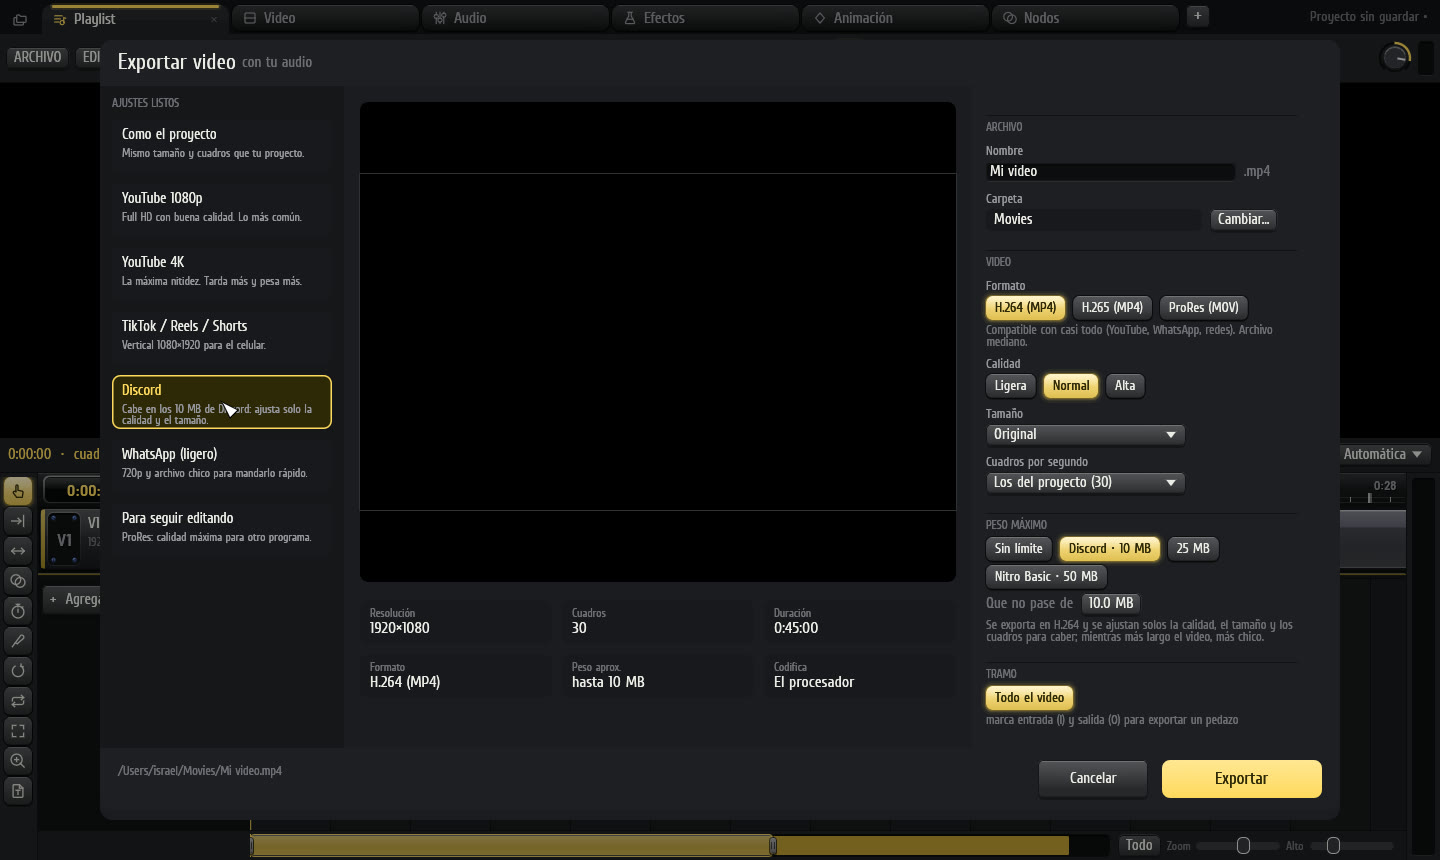 Playlist
×
Video
Audio
Efectos
Animación
Nodos
+
Proyecto sin guardar •
ARCHIVO
Exportar video con tu audio
AJUSTES LISTOS
Como el proyecto
Mismo tamaño y cuadros que tu proyecto.
YouTube 1080p
Full HD con buena calidad. Lo más común.
YouTube 4K
La máxima nitidez. Tarda más y pesa más.
TikTok / Reels / Shorts
Vertical 1080×1920 para el celular.
Discord
Cabe en los 10 MB de Discord: ajusta solo la
calidad y el tamaño.
WhatsApp (ligero)
720p y archivo chico para mandarlo rápido.
Para seguir editando
ProRes: calidad máxima para otro programa.
Resolución
1920×1080
Cuadros
30
Duración
0:45:00
Formato
H.264 (MP4)
Peso aprox.
hasta 10 MB
Codifica
El procesador
ARCHIVO
Nombre
Mi video .mp4
Carpeta
Movies
Cambiar...
VIDEO
Formato
H.264 (MP4)
H.265 (MP4)
ProRes (MOV)
Compatible con casi todo (YouTube, WhatsApp, redes). Archivo
mediano.
Calidad
Ligera
Normal
Alta
Tamaño
Original
Cuadros por segundo
Los del proyecto (30)
PESO MÁXIMO
Sin límite
Discord · 10 MB
25 MB
Nitro Basic · 50 MB
Que no pase de 10.0 MB
Se exporta en H.264 y se ajustan solos la calidad, el tamaño y los
cuadros para caber; mientras más largo el video, más chico.
TRAMO
Todo el video
marca entrada (I) y salida (O) para exportar un pedazo
/Users/israel/Movies/Mi video.mp4
Cancelar
Exportar
0:00:00 ·
Automática
0:28
V1
V1
+
Todo
Zoom
Alto